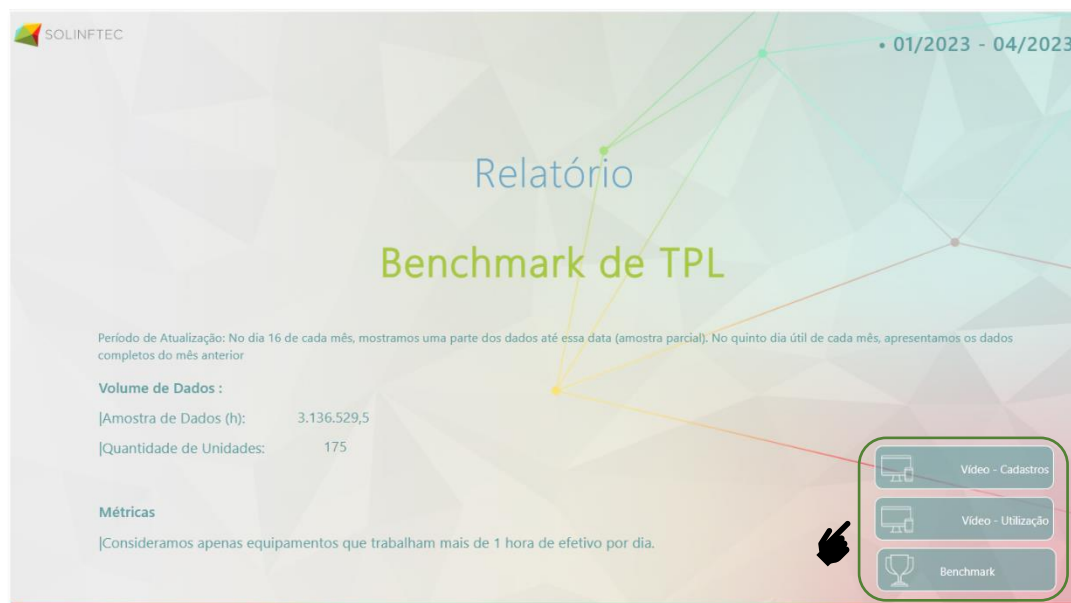 SOLINFTEC
• 01/2023 - 04/2023
Relatório
Benchmark de TPL
Período de Atualização: No dia 16 de cada mês, mostramos uma parte dos dados até essa data (amostra parcial). No quinto dia útil de cada mês, apresentamos os dados
completos do mês anterior
Volume de Dados :
|Amostra de Dados (h): 3.136.529,5
|Quantidade de Unidades: 175
Métricas
|Consideramos apenas equipamentos que trabalham mais de 1 hora de efetivo por dia.
Vídeo - Cadastros
Vídeo - Utilização
Benchmark